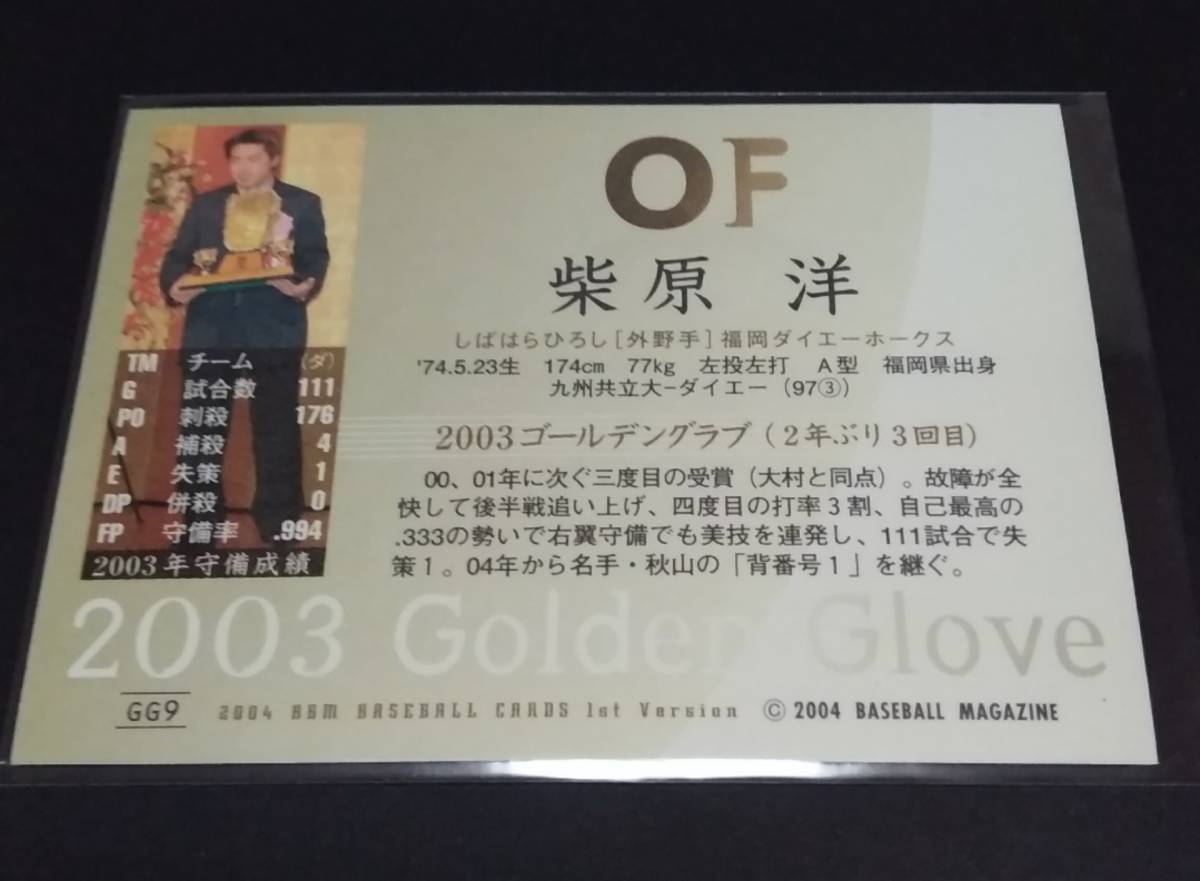 OF
柴原 洋
しばはらひろし[外野手]福岡ダイエーホークス
'74.5.23生 174cm 77kg 左投左打 A型 福岡県出身
九州共立大-ダイエー(97③)
2003ゴールデングラブ(2年ぶり3回目)
00、01年に次ぐ三度目の受賞(大村と同点)。故障が全
快して後半戦追い上げ、四度目の打率3割、自己最高の
.333の勢いで右翼守備でも美技を連発し、111試合で失
策1。04年から名手・秋山の「背番号1」を継ぐ。
TM チーム (ダ)
G 試合数 111
PO 刺殺 176
A 補殺 4
E 失策 1
DP 併殺 0
FP 守備率 .994
2003年守備成績
2003 Golden Glove
GG9 2004 BBM BASEBALL CARDS 1st Version © 2004 BASEBALL MAGAZINE